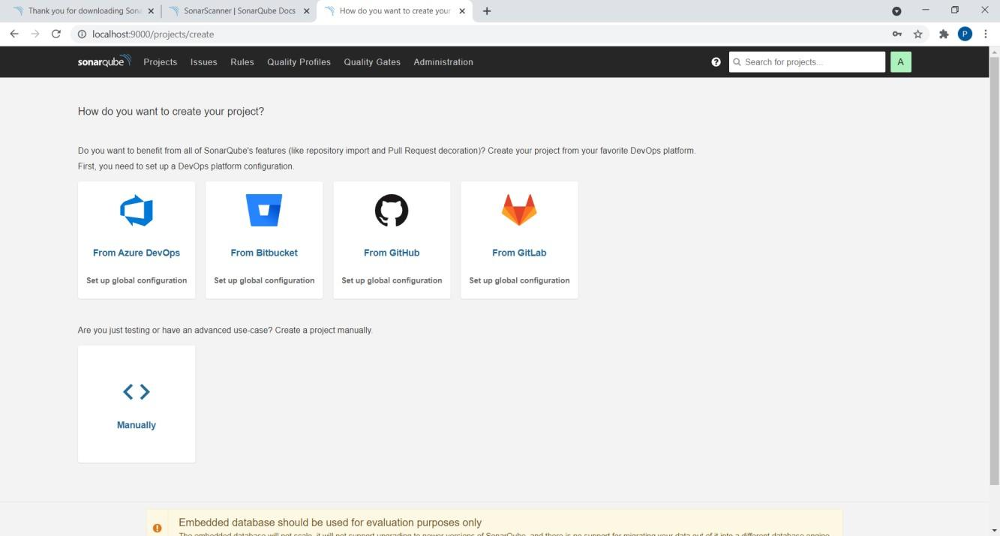 Thank you for downloading Sona
SonarScanner | SonarQube Docs
How do you want to create your
localhost:9000/projects/create
P
sonarqube Projects Issues Rules Quality Profiles Quality Gates Administration
Search for projects...
A
How do you want to create your project?
Do you want to benefit from all of SonarQube's features (like repository import and Pull Request decoration)? Create your project from your favorite DevOps platform.
First, you need to set up a DevOps platform configuration.
From Azure DevOps
Set up global configuration
From Bitbucket
Set up global configuration
From GitHub
Set up global configuration
From GitLab
Set up global configuration
Are you just testing or have an advanced use-case? Create a project manually.
Manually
Embedded database should be used for evaluation purposes only
The embedded database will not scale, it will not support upgrading to newer versions of SonarQube, and there is no support for migrating your data out of it into a different database engine.